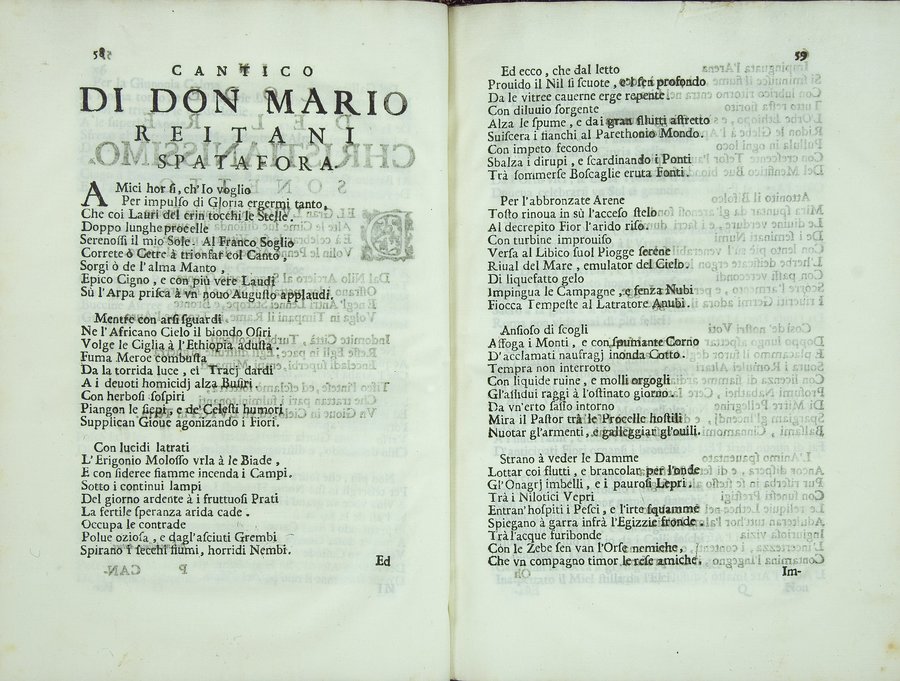 58
CANTICO
DI DON MARIO
REITANI
SPATAFORA.
AMici hor ſi, ch' Io voglio
Per impulſo di Gloria ergermi tanto,
Che coi Lauri del crin tocchi le Stelle.
Doppo lunghe procelle
Serenoſsi il mio Sole. Al Franco Soglio
Correte ò Cetre à trionfar col Canto;
Sorgi ò de l'alma Manto,
Epico Cigno, e con più vere Laudi
Sù l'Arpa priſca à vn nouo Auguſto applaudi.
Mentre con arſi ſguardi
Ne l'Africano Cielo il biondo Oſiri
Volge le Ciglia à l'Ethiopia aduſta.
Fuma Meroe combuſta
Da la torrida luce, ei Tracj dardi
A i deuoti homicidj alza Buſiri.
Con herboſi ſoſpiri
Piangon le ſiepi, e de' Celeſti humori
Supplican Gioue agonizando i Fiori.
Con lucidi latrati
L'Erigonio Moloſſo vrla à le Biade,
E con ſideree fiamme incenda i Campi.
Sotto i continui lampi
Del giorno ardente à i fruttuoſi Prati
La fertile ſperanza arida cade.
Occupa le contrade
Polue ozioſa, e dagl'aſciuti Grembi
Spirano i ſecchi fiumi, horridi Nembi.
Ed
59
Ed ecco, che dal letto
Prouido il Nil ſi ſcuote, e'l ſen profondo
Da le vitree cauerne erge repente.
Con diluuio ſorgente
Alza le ſpume, e dai gran flutti aſtretto
Suiſcera i fianchi al Parethonio Mondo.
Con impeto fecondo
Sbalza i dirupi, e ſcardinando i Ponti
Trà ſommerſe Boſcaglie eruta Fonti.
Per l'abbronzate Arene
Toſto rinoua in sù l'acceſo ſtelo
Al decrepito Fior l'arido riſo.
Con turbine improuiſo
Verſa al Libico ſuol Piogge ſerene
Riual del Mare, emulator del Cielo.
Di liquefatto gelo
Impingua le Campagne, e ſenza Nubi
Fiocca Tempeſte al Latratore Anubi.
Anſioſo di ſcogli
Affoga i Monti, e con ſpumante Corno
D'acclamati naufragj inonda Cotto.
Tempra non interrotto
Con liquide ruine, e molli orgogli
Gl'aſſidui raggi à l'oſtinato giorno.
Da vn'erto ſaſſo intorno
Mira il Paſtor trà le Procelle hoſtili
Nuotar gl'armenti, e galleggiar gl'ouili.
Strano à veder le Damme
Lottar coi flutti, e brancolar per l'onde
Gl'Onagrj imbelli, e i pauroſi Lepri.
Trà i Nilotici Vepri
Entran' hoſpiti i Peſci, e l'irte ſquamme
Spiegano à garra infrà l'Egizzie fronde.
Trà l'acque furibonde
Con le Zebe ſen van l'Orſe nemiche,
Che vn compagno timor le reſe amiche.
Im-